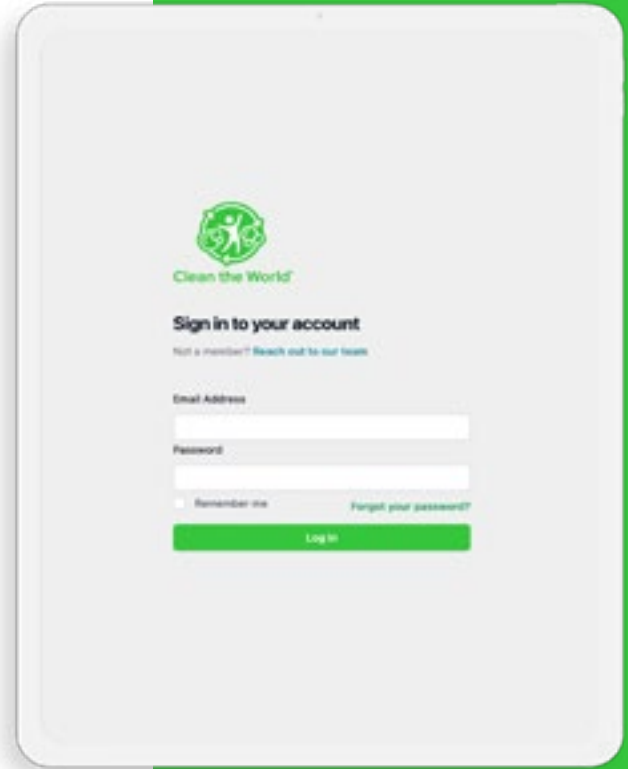 Clean the World
Sign in to your account
Not a member? Reach out to our team
Email Address
Password
Remember me
Forgot your password?
Log in